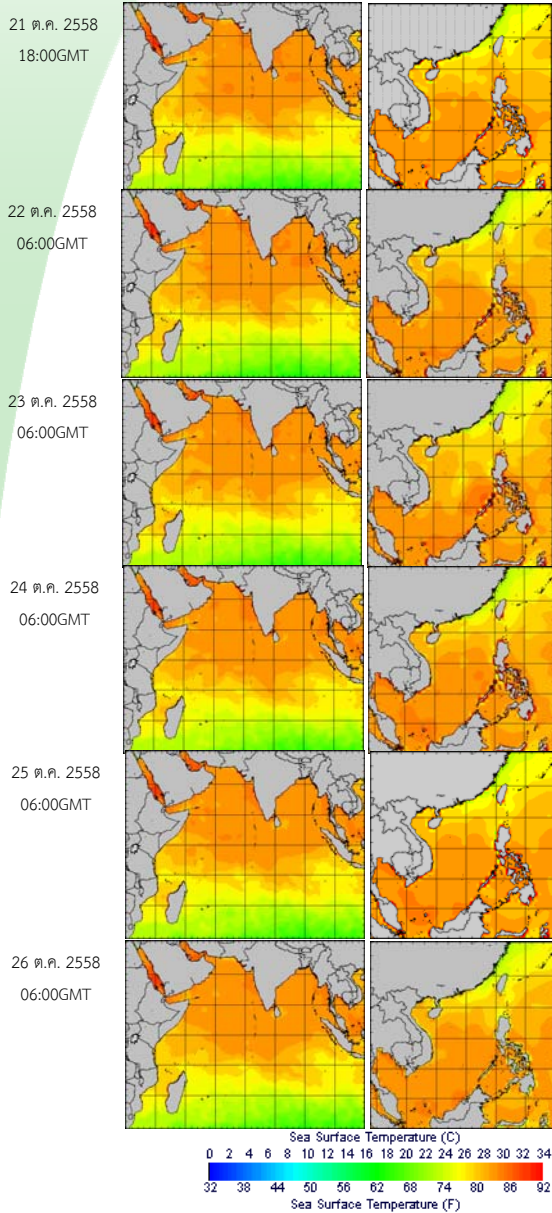 21 ต.ค. 2558
18:00GMT
22 ต.ค. 2558
06:00GMT
23 ต.ค. 2558
06:00GMT
24 ต.ค. 2558
06:00GMT
25 ต.ค. 2558
06:00GMT
26 ต.ค. 2558
06:00GMT
Sea Surface Temperature (C)
0 2 4 6 8 10 12 14 16 18 20 22 24 26 28 30 32 34
32 38 44 50 56 62 68 74 80 86 92
Sea Surface Temperature (F)